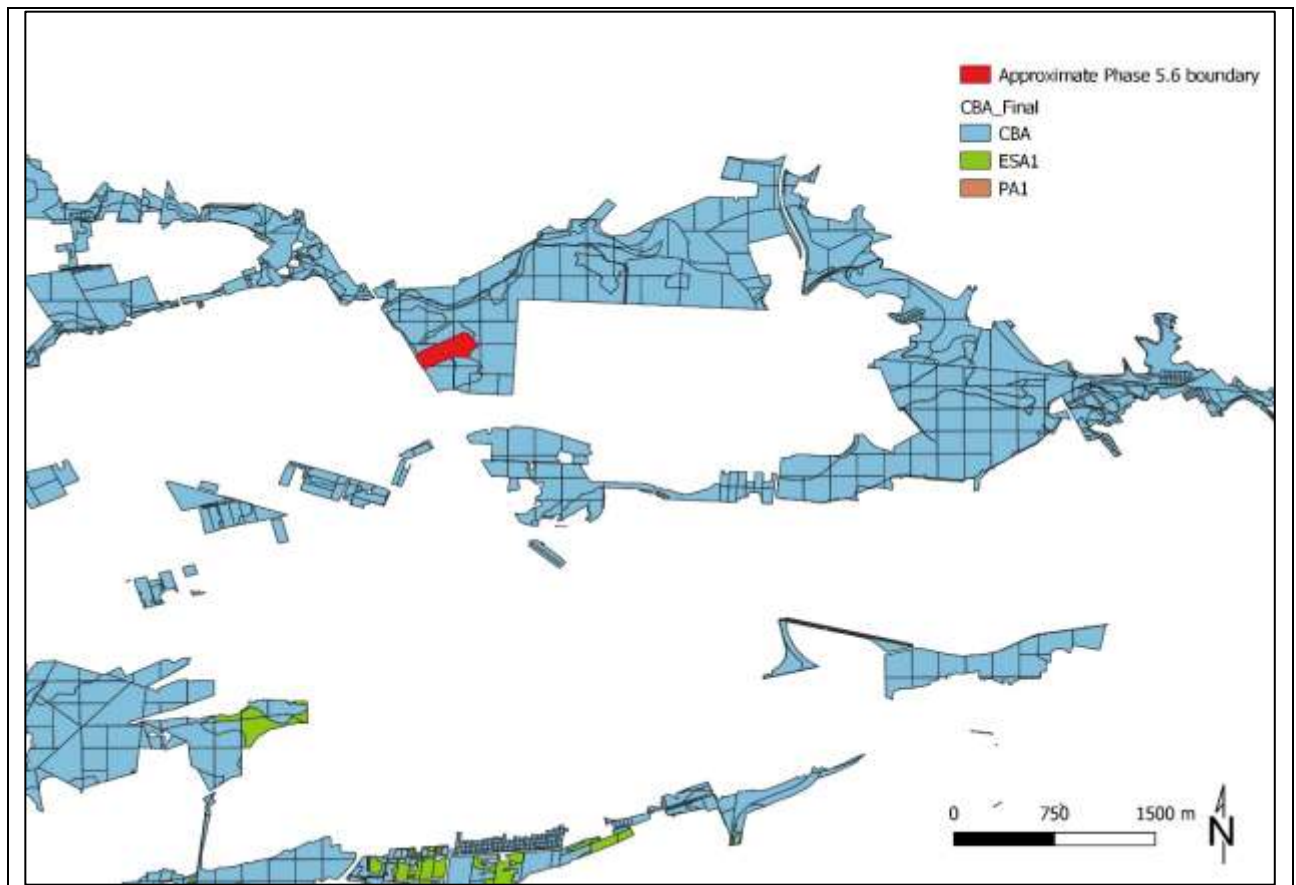 Approximate Phase 5.6 boundary
CBA_Final
CBA
ESA1
PA1
0 750 1500 m
N